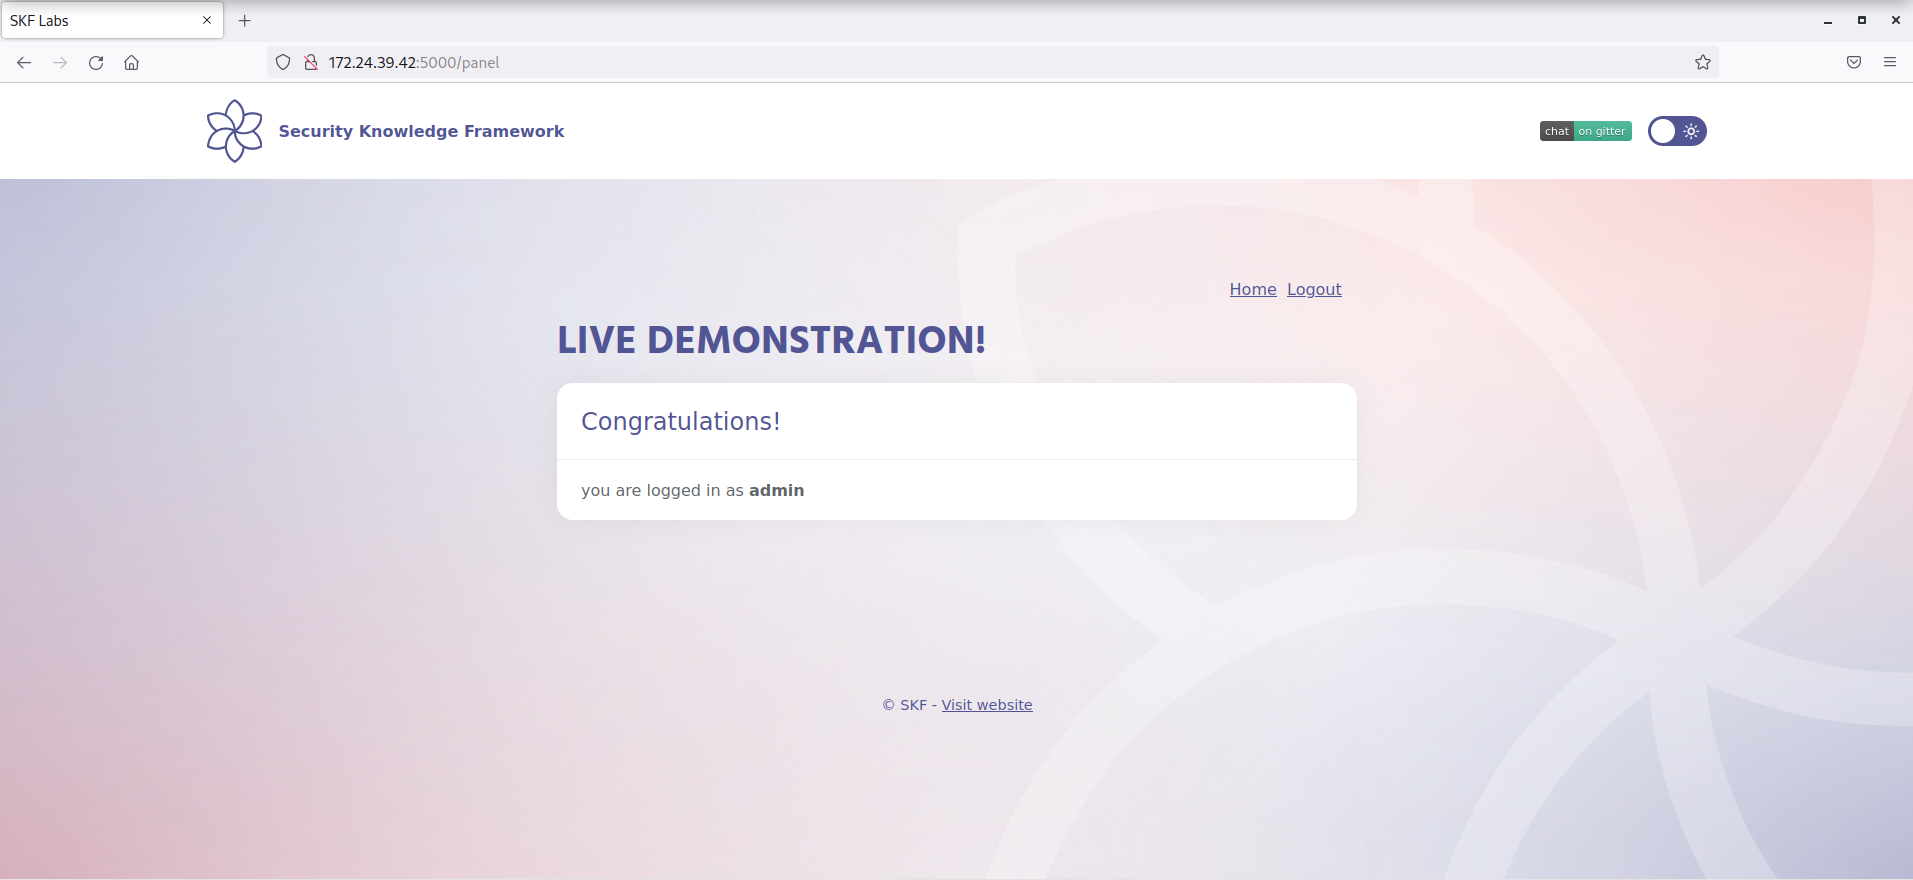 SKF Labs
172.24.39.42:5000/panel
Security Knowledge Framework
chat on gitter
Home Logout
LIVE DEMONSTRATION!
Congratulations!
you are logged in as admin
© SKF - Visit website